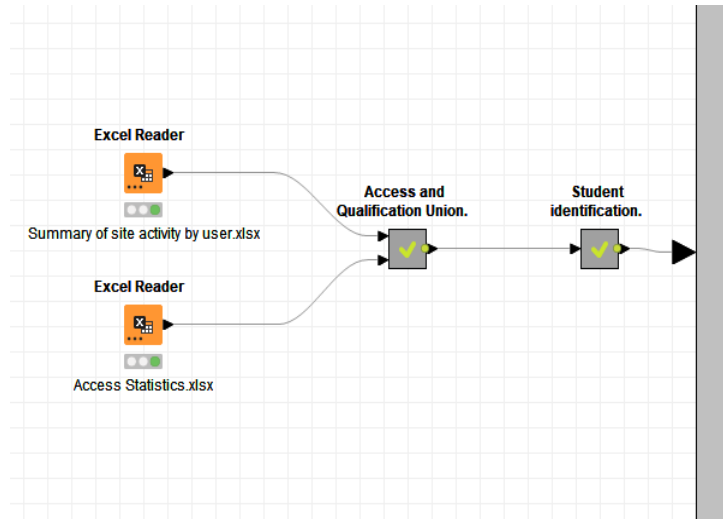 Excel Reader
Summary of site activity by user.xlsx
Access and
Qualification Union.
Student
identification.
Excel Reader
Access Statistics.xlsx